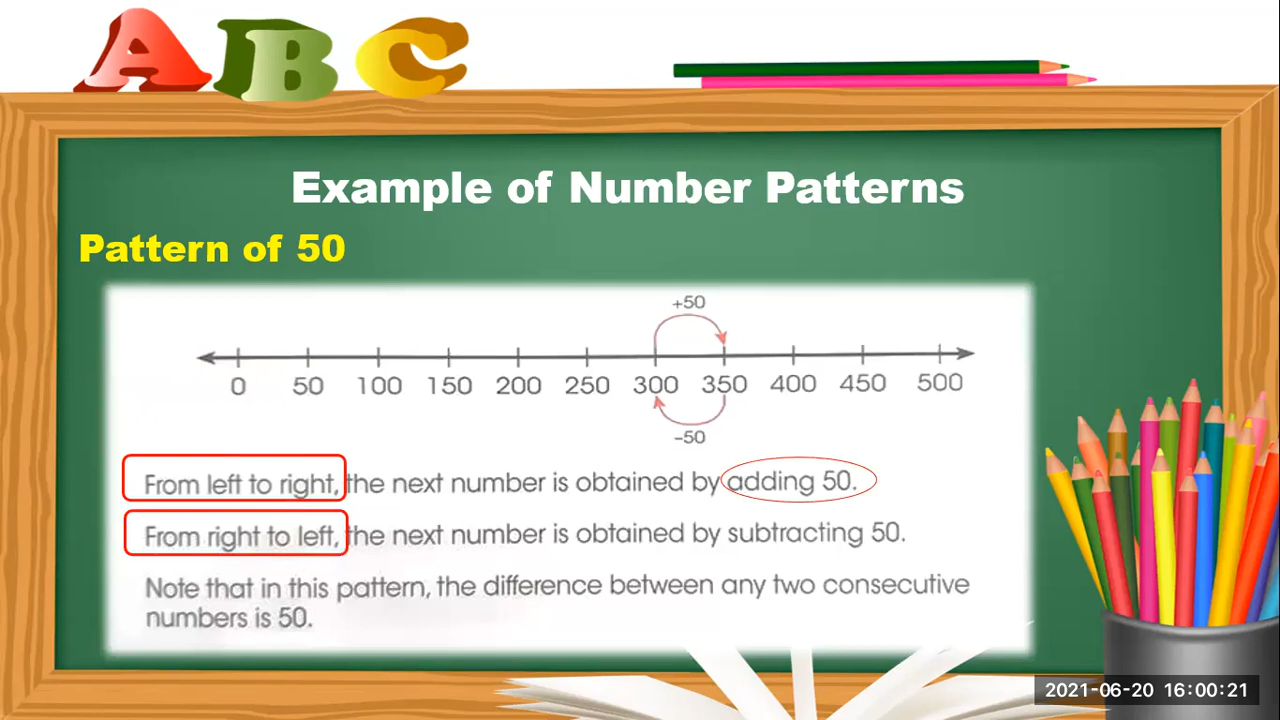 ABC
Example of Number Patterns
Pattern of 50
+50
0 50 100 150 200 250 300 350 400 450 500
–50
From left to right, the next number is obtained by adding 50.
From right to left, the next number is obtained by subtracting 50.
Note that in this pattern, the difference between any two consecutive
numbers is 50.
2021-06-20 16:00:21